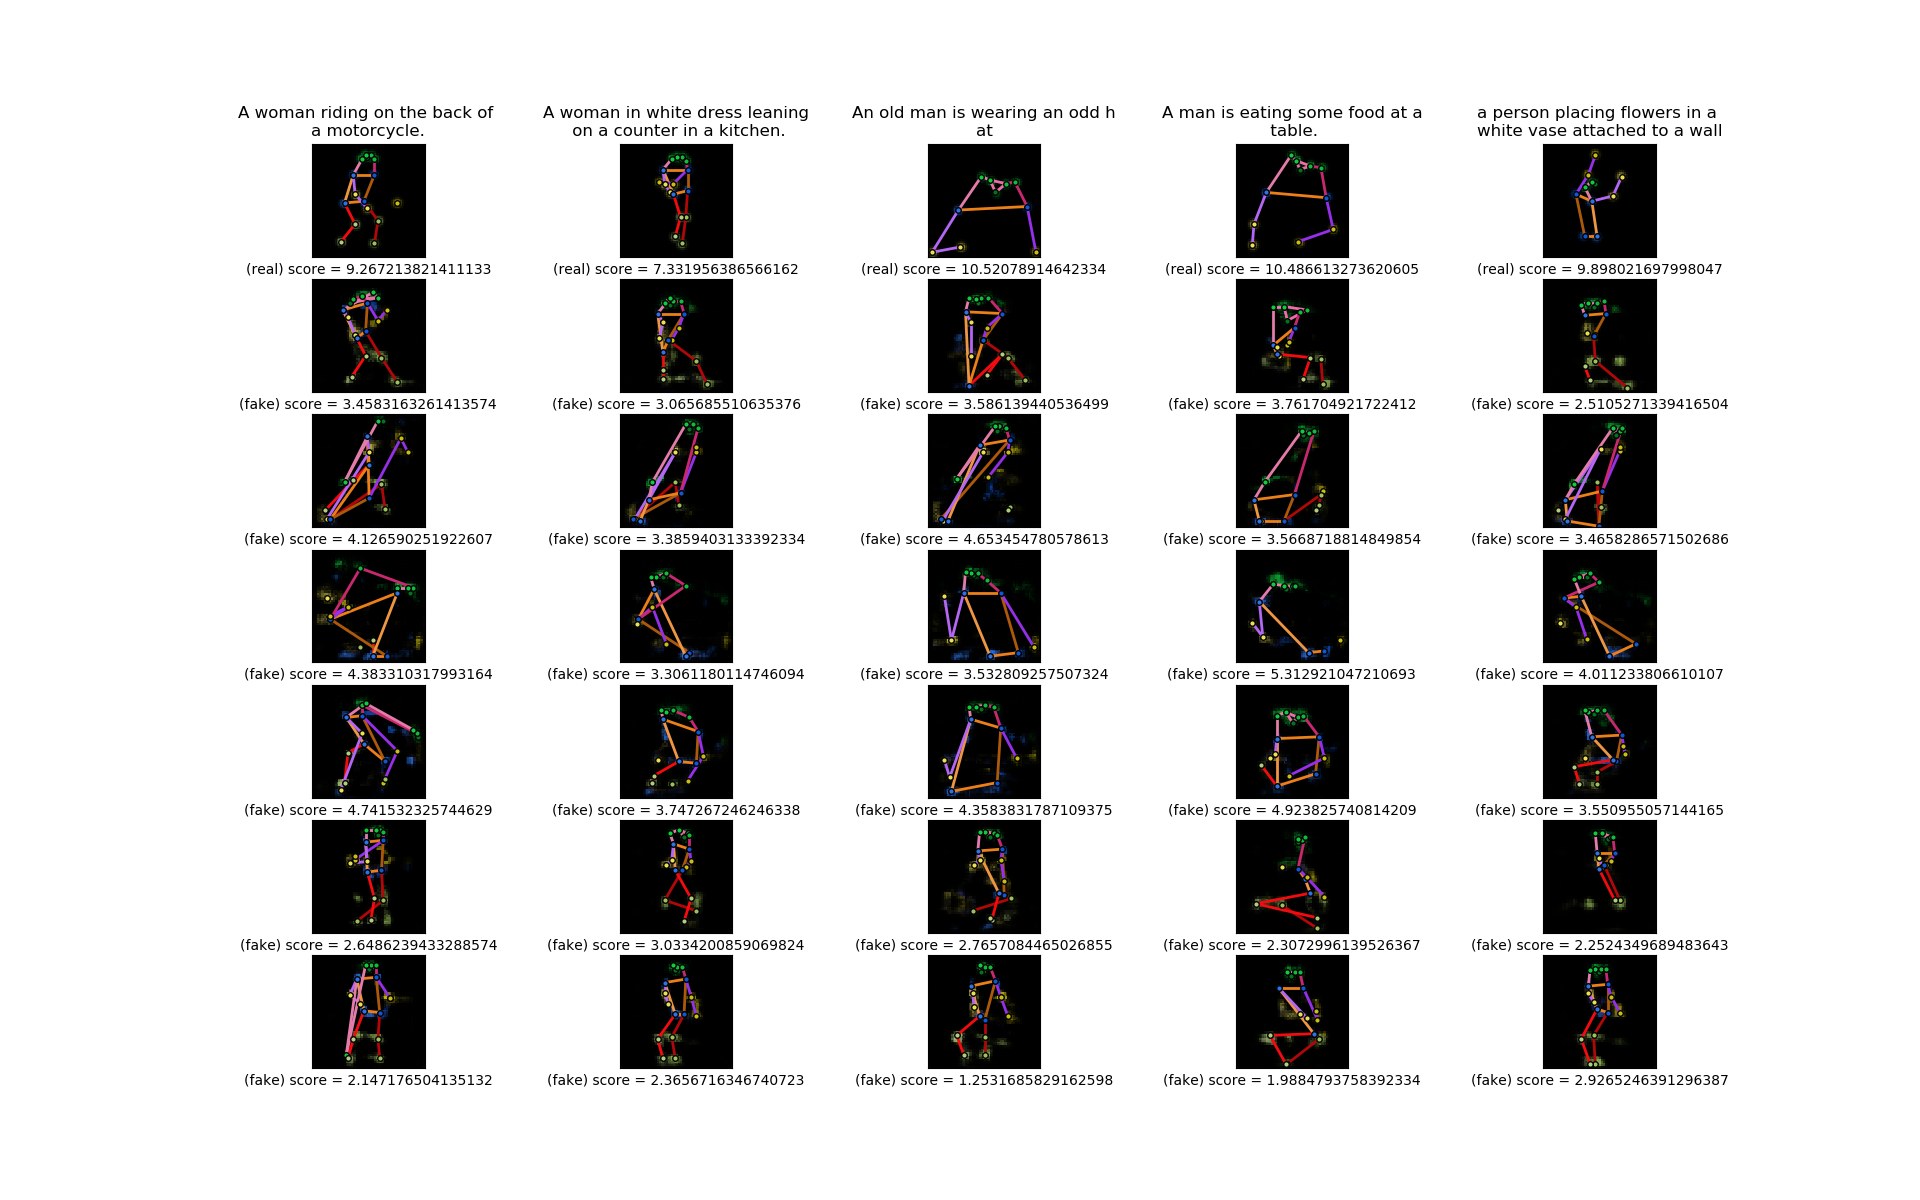 A woman riding on the back of
a motorcycle.
A woman in white dress leaning
on a counter in a kitchen.
An old man is wearing an odd h
at
A man is eating some food at a
table.
a person placing flowers in a
white vase attached to a wall
(real) score = 9.267213821411133
(real) score = 7.331956386566162
(real) score = 10.52078914642334
(real) score = 10.486613273620605
(real) score = 9.898021697998047
(fake) score = 3.4583163261413574
(fake) score = 3.065685510635376
(fake) score = 3.586139440536499
(fake) score = 3.761704921722412
(fake) score = 2.5105271339416504
(fake) score = 4.126590251922607
(fake) score = 3.3859403133392334
(fake) score = 4.653454780578613
(fake) score = 3.5668718814849854
(fake) score = 3.4658286571502686
(fake) score = 4.383310317993164
(fake) score = 3.3061180114746094
(fake) score = 3.532809257507324
(fake) score = 5.312921047210693
(fake) score = 4.011233806610107
(fake) score = 4.741532325744629
(fake) score = 3.747267246246338
(fake) score = 4.3583831787109375
(fake) score = 4.923825740814209
(fake) score = 3.550955057144165
(fake) score = 2.6486239433288574
(fake) score = 3.0334200859069824
(fake) score = 2.7657084465026855
(fake) score = 2.3072996139526367
(fake) score = 2.2524349689483643
(fake) score = 2.147176504135132
(fake) score = 2.3656716346740723
(fake) score = 1.2531685829162598
(fake) score = 1.9884793758392334
(fake) score = 2.9265246391296387